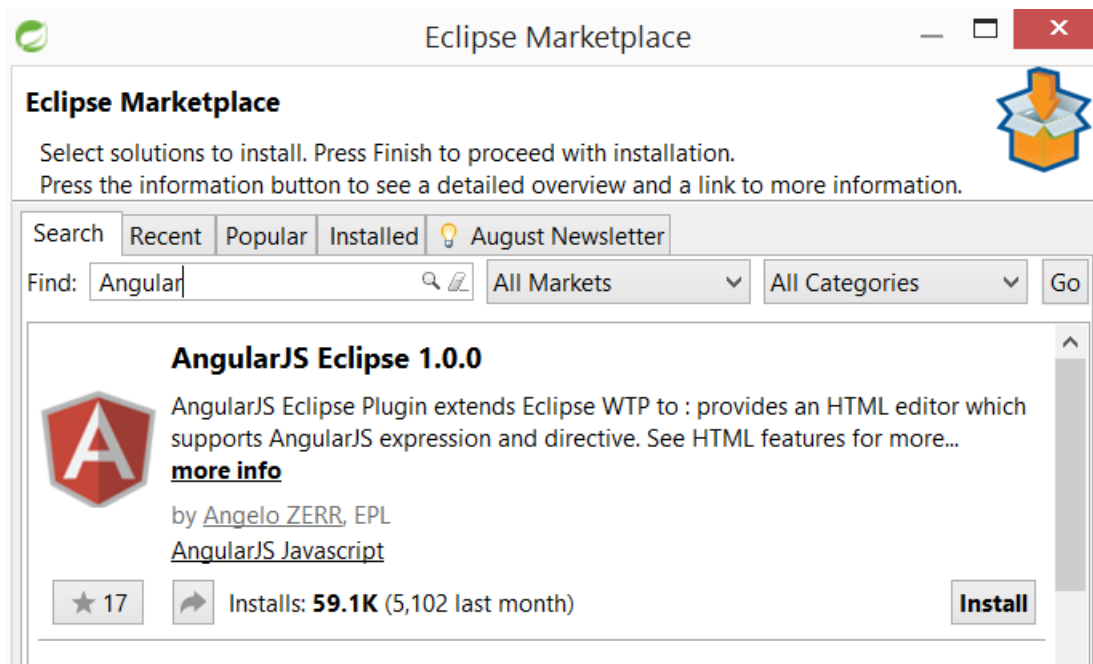 Eclipse Marketplace
Eclipse Marketplace
Select solutions to install. Press Finish to proceed with installation.
Press the information button to see a detailed overview and a link to more information.
Search Recent Popular Installed August Newsletter
Find: Angular All Markets All Categories Go
AngularJS Eclipse 1.0.0
AngularJS Eclipse Plugin extends Eclipse WTP to : provides an HTML editor which
supports AngularJS expression and directive. See HTML features for more...
more info
by Angelo ZERR, EPL
AngularJS Javascript
17 Installs: 59.1K (5,102 last month) Install